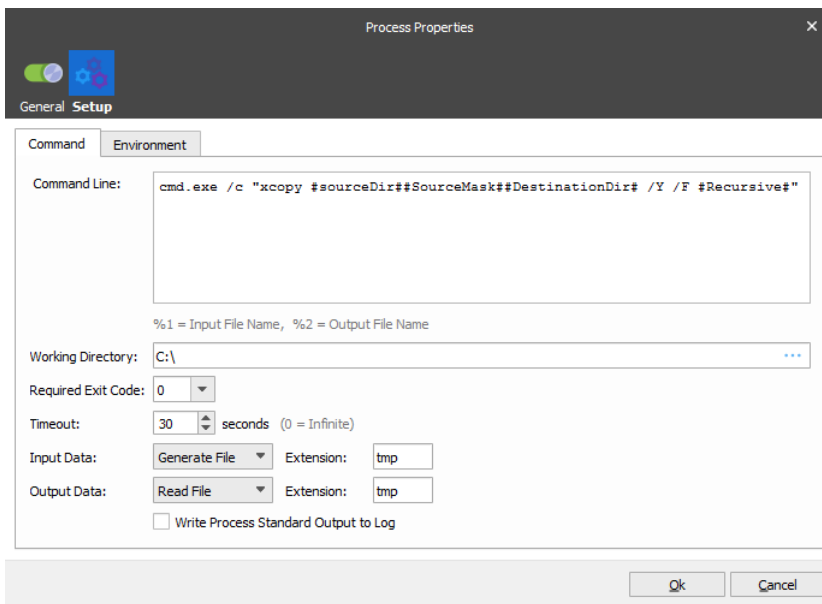 Process Properties
General Setup
Command Environment
Command Line: cmd.exe /c "xcopy #sourceDir##SourceMask##DestinationDir# /Y /F #Recursive#"
%1 = Input File Name, %2 = Output File Name
Working Directory: C:\
Required Exit Code: 0
Timeout: 30 seconds (0 = Infinite)
Input Data: Generate File Extension: tmp
Output Data: Read File Extension: tmp
Write Process Standard Output to Log
Ok Cancel